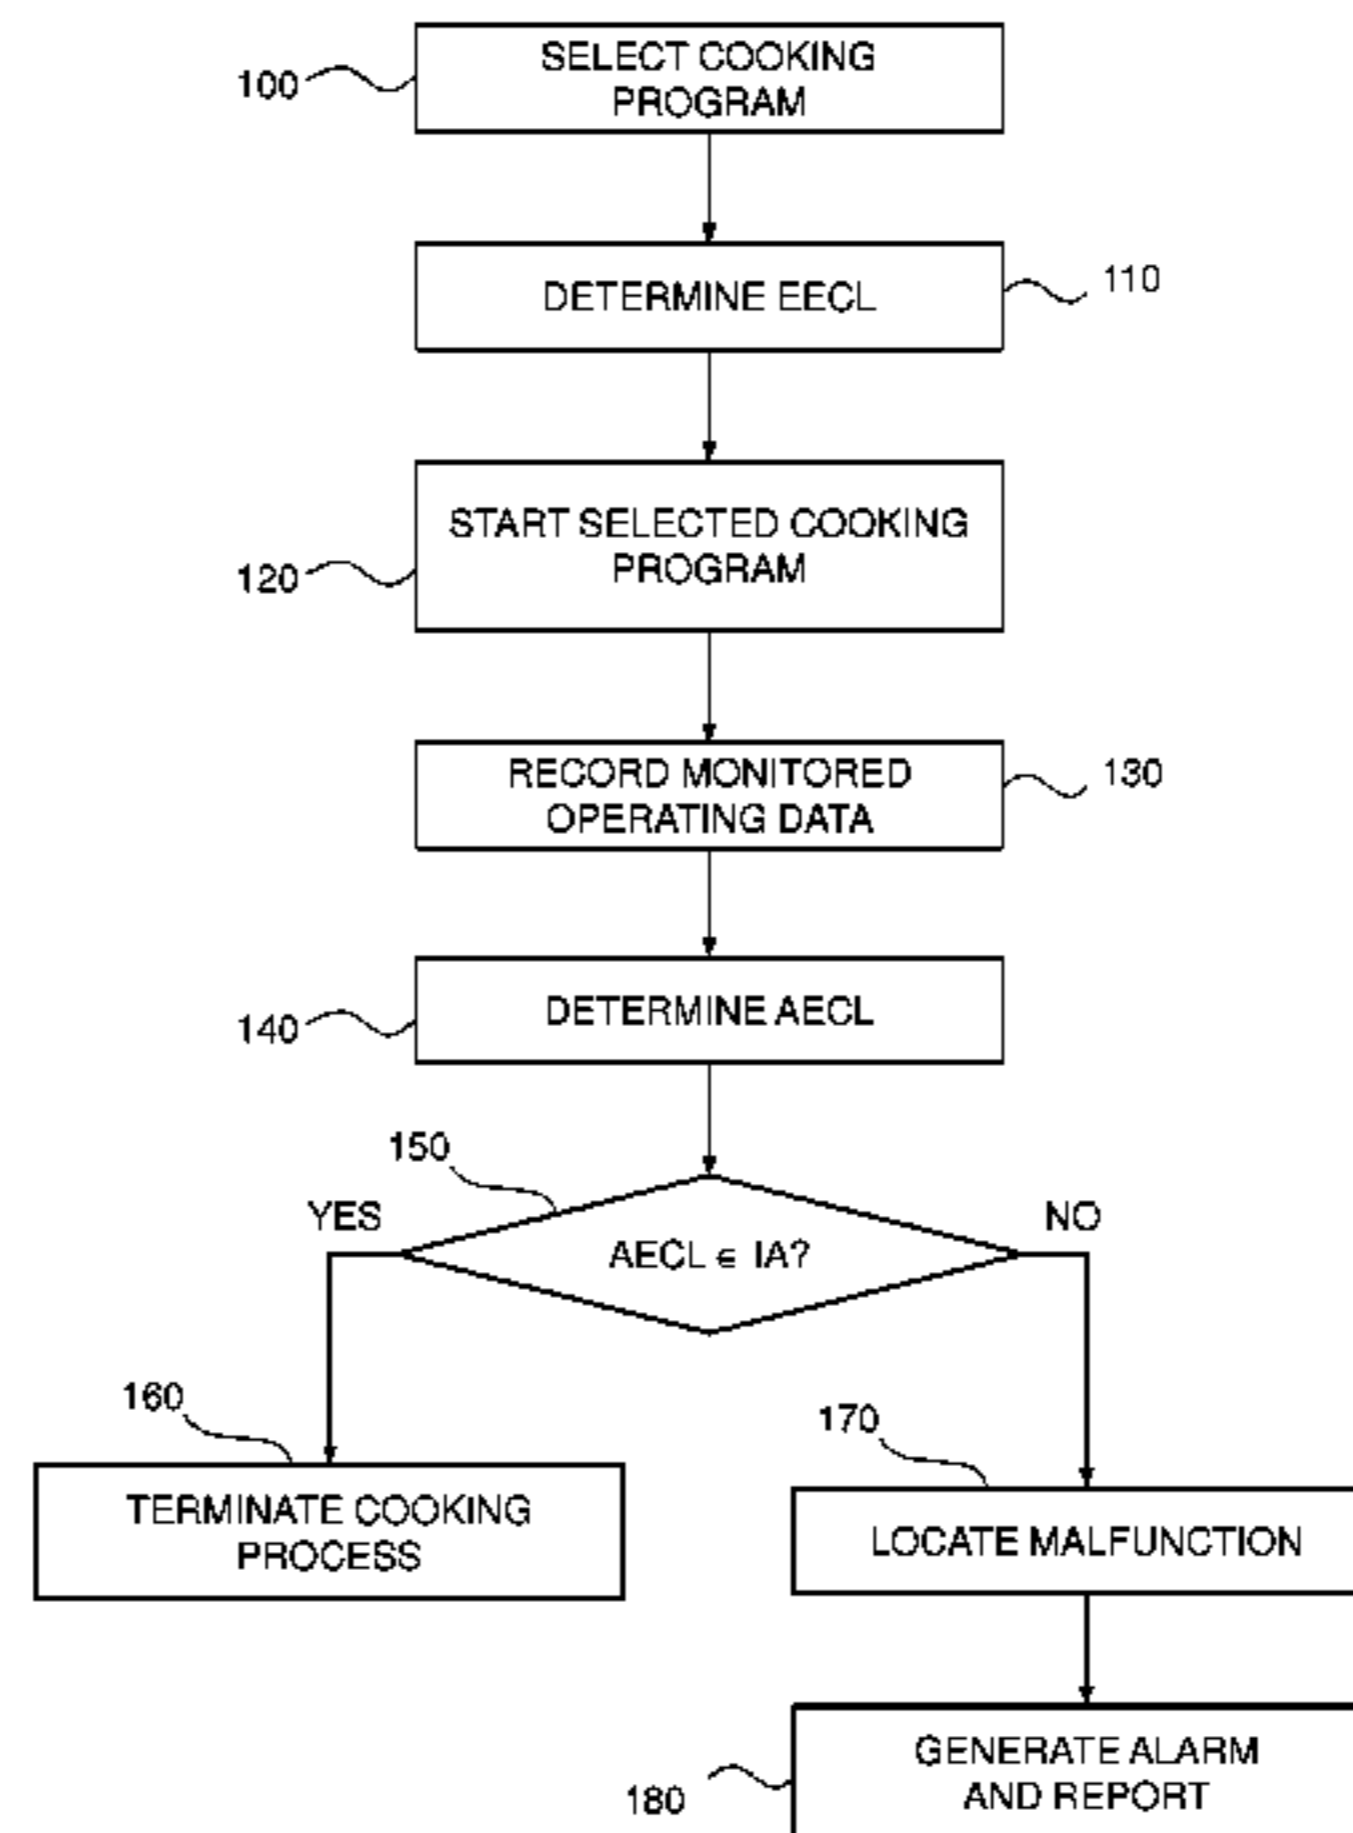 100
SELECT COOKING
PROGRAM
DETERMINE EECL
110
120
START SELECTED COOKING
PROGRAM
RECORD MONITORED
OPERATING DATA
130
140
DETERMINE AECL
150
YES
AECL ∈ IA?
NO
160
TERMINATE COOKING
PROCESS
170
LOCATE MALFUNCTION
180
GENERATE ALARM
AND REPORT